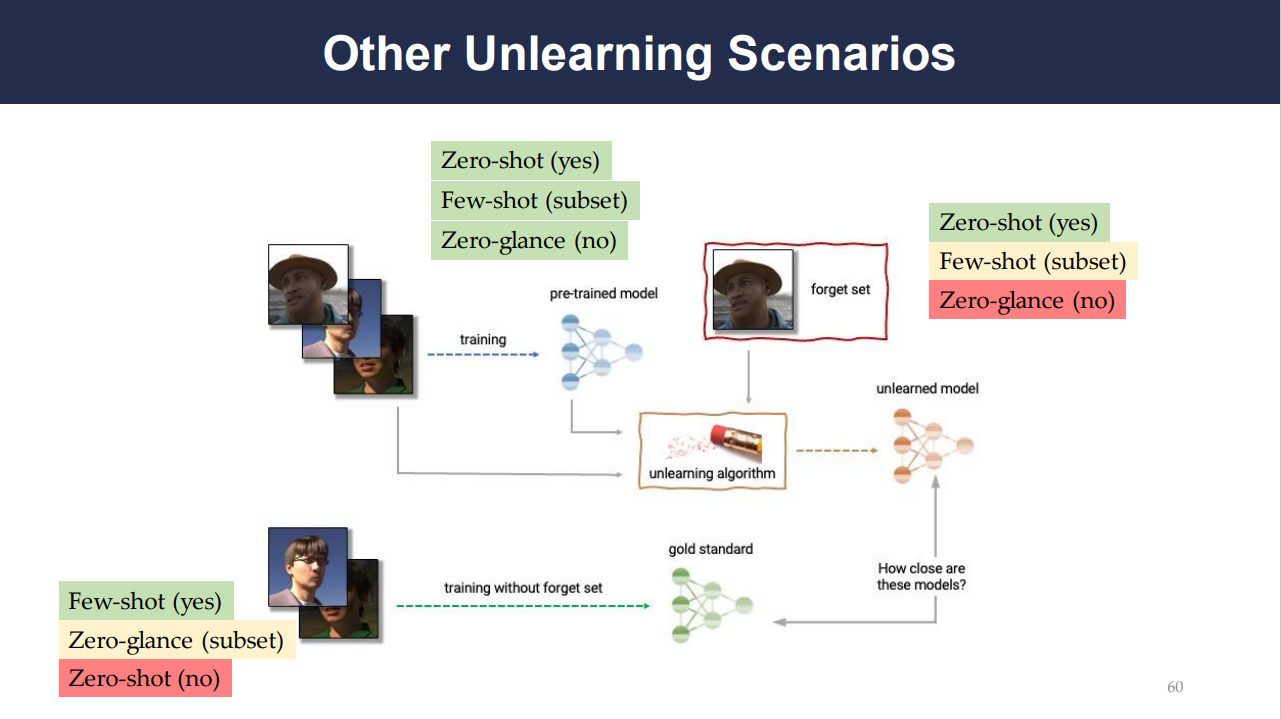 Other Unlearning Scenarios
Zero-shot (yes)
Few-shot (subset)
Zero-glance (no)
Zero-shot (yes)
Few-shot (subset)
Zero-glance (no)
pre-trained model
forget set
training
unlearned model
unlearning algorithm
gold standard
How close are
these models?
training without forget set
Few-shot (yes)
Zero-glance (subset)
Zero-shot (no)
60